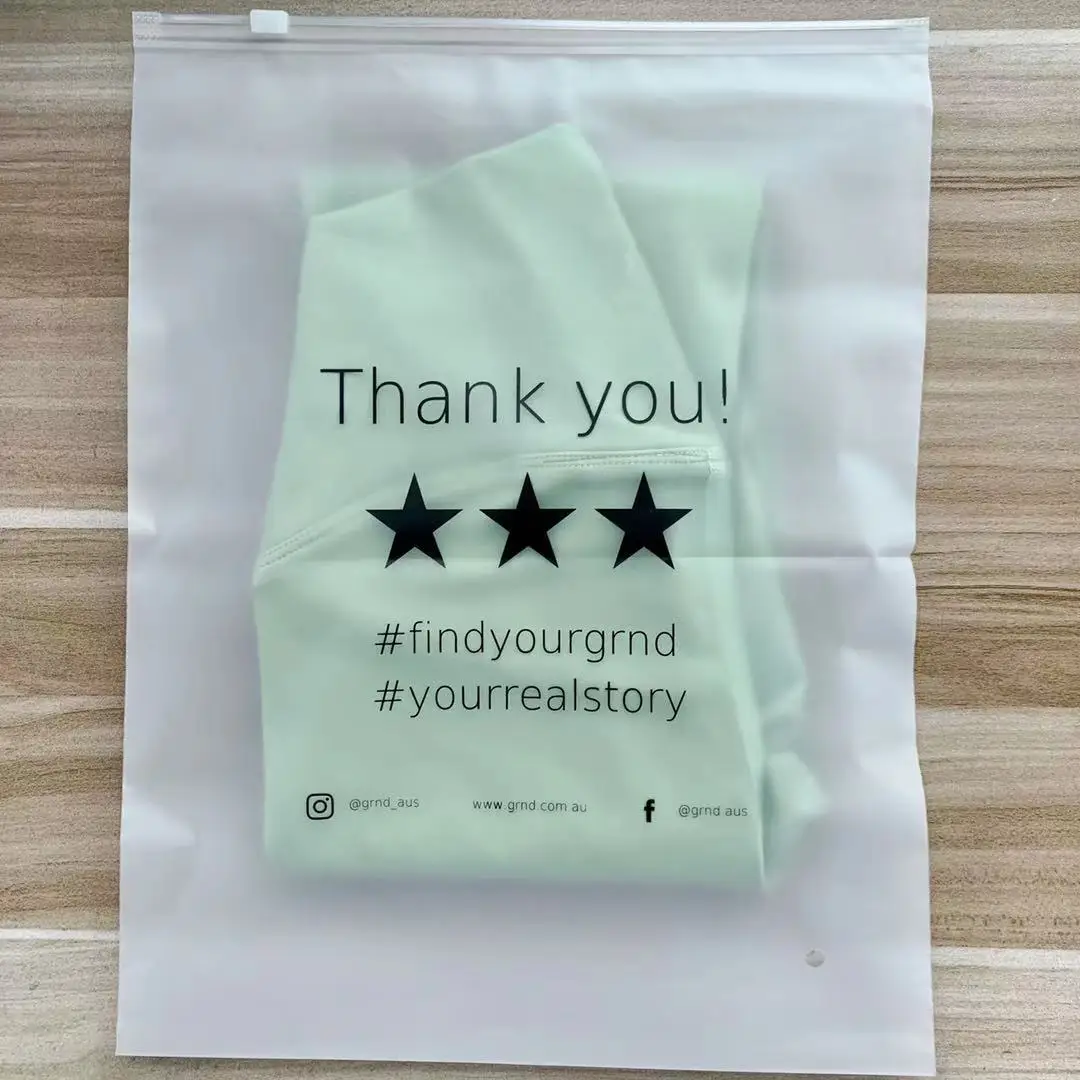 Thank you!
#findyourgrnd
#yourrealstory
@grnd_aus www.grnd.com.au @grnd.aus